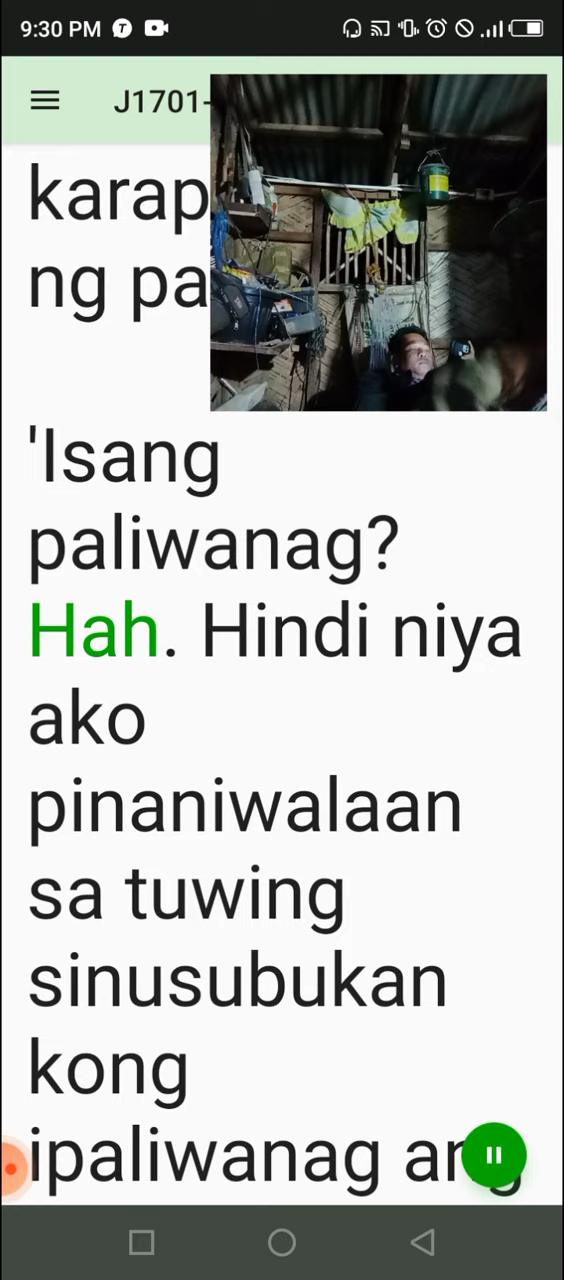 9:30 PM
J1701-
karap
ng pa
'Isang
paliwanag?
Hah. Hindi niya
ako
pinaniwalaan
sa tuwing
sinusubukan
kong
ipaliwanag ang